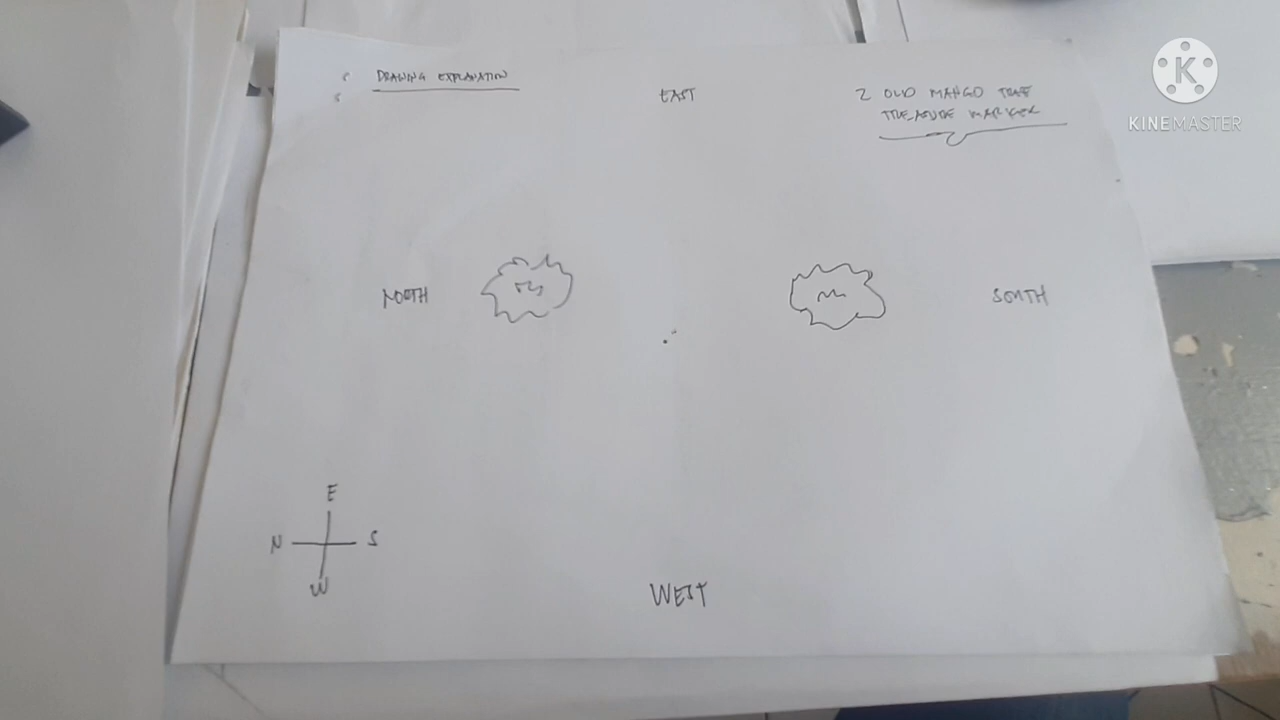 DRAWING EXPLANATION
EAST
2 OLD MANGO TREE
TREASURE MARKER
KINEMASTER
NORTH
M
M
SOUTH
E
N
S
W
WEST